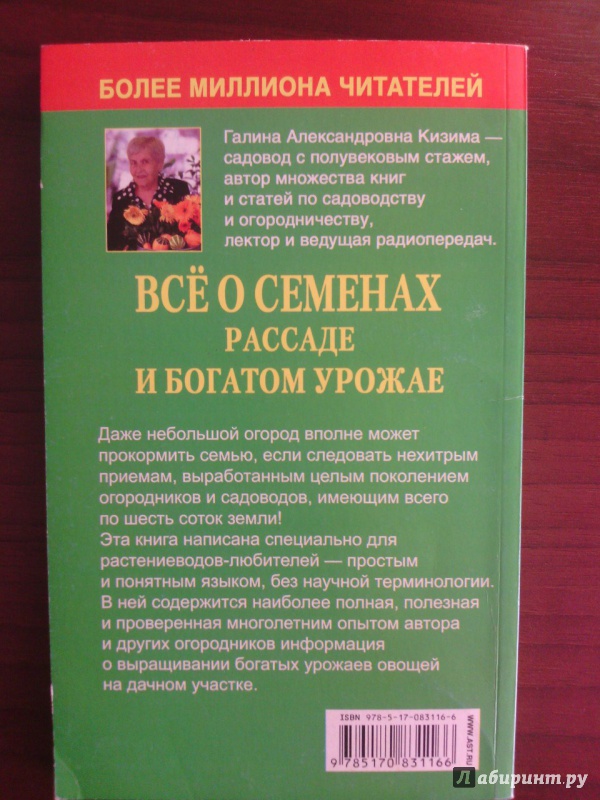 БОЛЕЕ МИЛЛИОНА ЧИТАТЕЛЕЙ
Галина Александровна Кизима —
садовод с полувековым стажем,
автор множества книг
и статей по садоводству
и огородничеству,
лектор и ведущая радиопередач.
ВСЁ О СЕМЕНАХ
РАССАДЕ
И БОГАТОМ УРОЖАЕ
Даже небольшой огород вполне может
прокормить семью, если следовать нехитрым
приемам, выработанным целым поколением
огородников и садоводов, имеющим всего
по шесть соток земли!
Эта книга написана специально для
растениеводов-любителей — простым
и понятным языком, без научной терминологии.
В ней содержится наиболее полная, полезная
и проверенная многолетним опытом автора
и других огородников информация
о выращивании богатых урожаев овощей
на дачном участке.
ISBN 978-5-17-083116-6
9 785170 831166
WWW.AST.RU
Лабиринт.ру